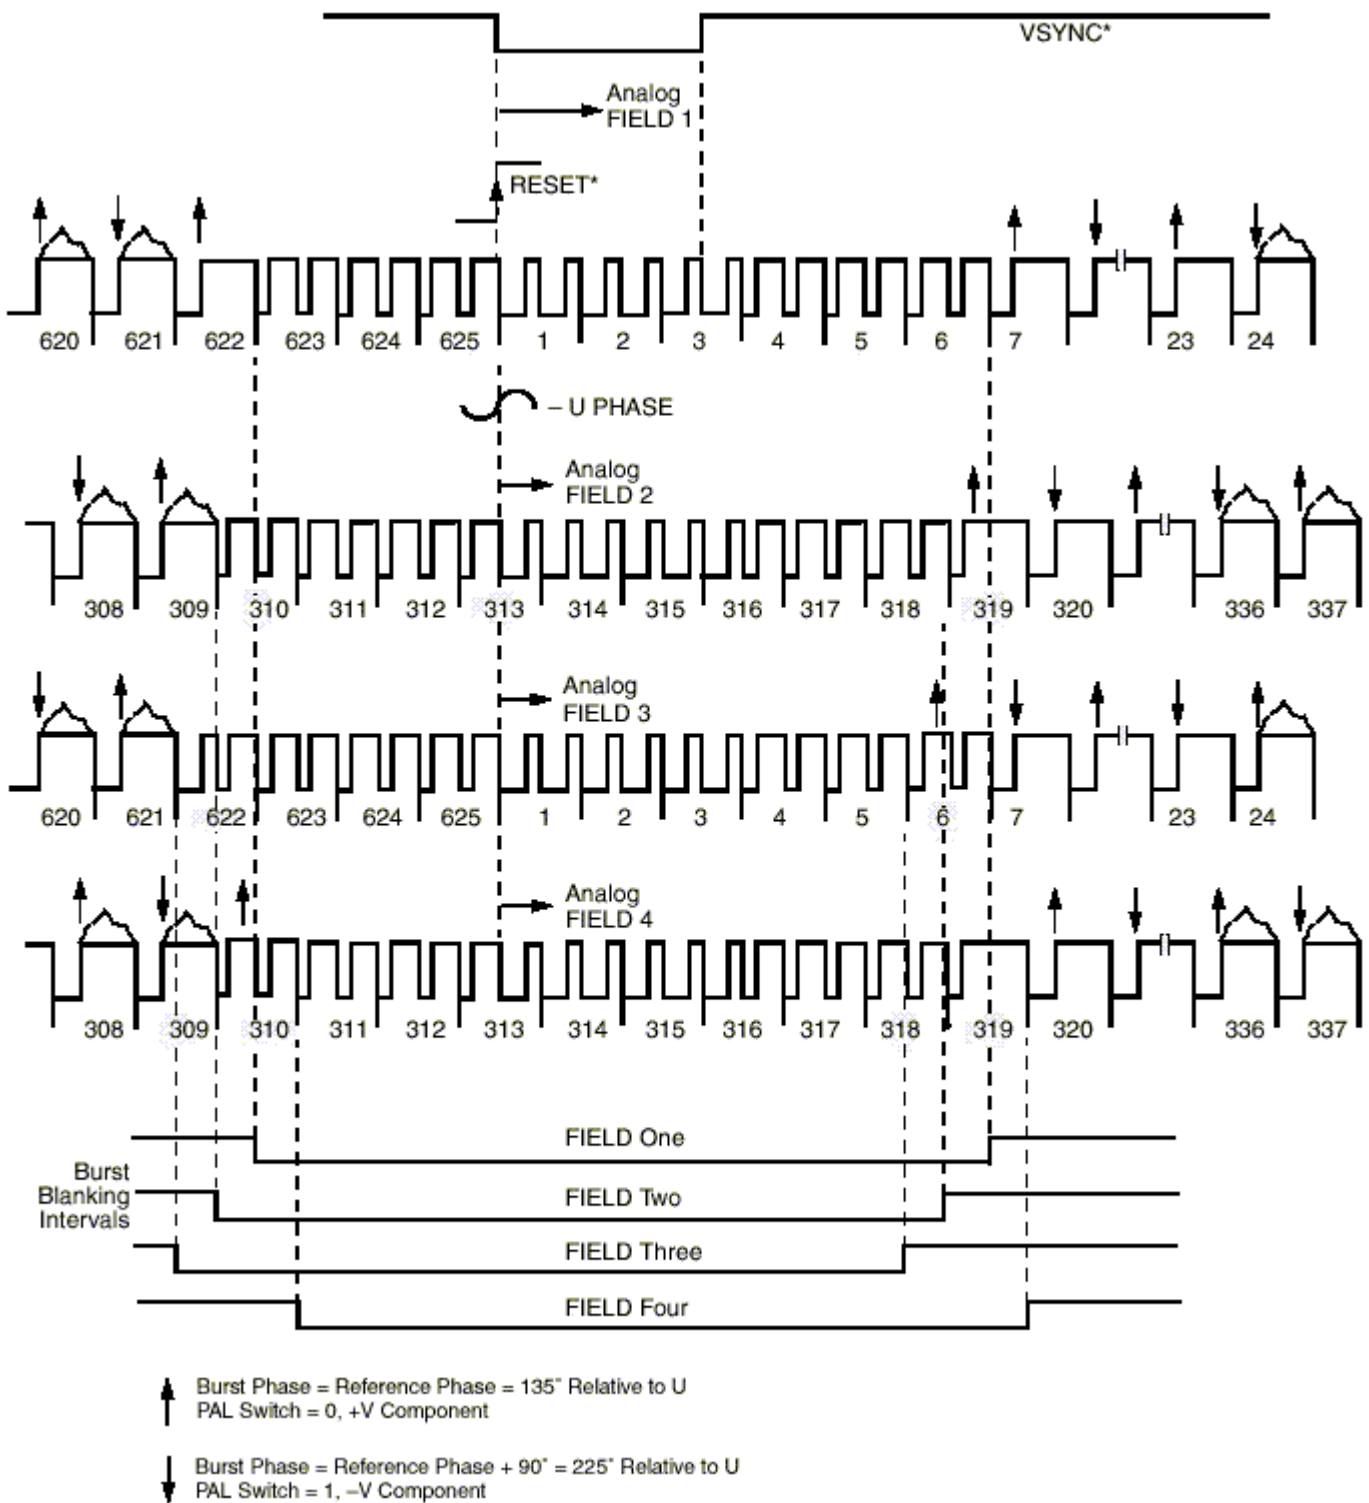 VSYNC*
Analog
FIELD 1
RESET*
620 621 622 623 624 625 1 2 3 4 5 6 7 23 24
– U PHASE
Analog
FIELD 2
308 309 310 311 312 313 314 315 316 317 318 319 320 336 337
Analog
FIELD 3
620 621 622 623 624 625 1 2 3 4 5 6 7 23 24
Analog
FIELD 4
308 309 310 311 312 313 314 315 316 317 318 319 320 336 337
FIELD One
Burst
Blanking
Intervals
FIELD Two
FIELD Three
FIELD Four
Burst Phase = Reference Phase = 135° Relative to U
PAL Switch = 0, +V Component
Burst Phase = Reference Phase + 90° = 225° Relative to U
PAL Switch = 1, –V Component